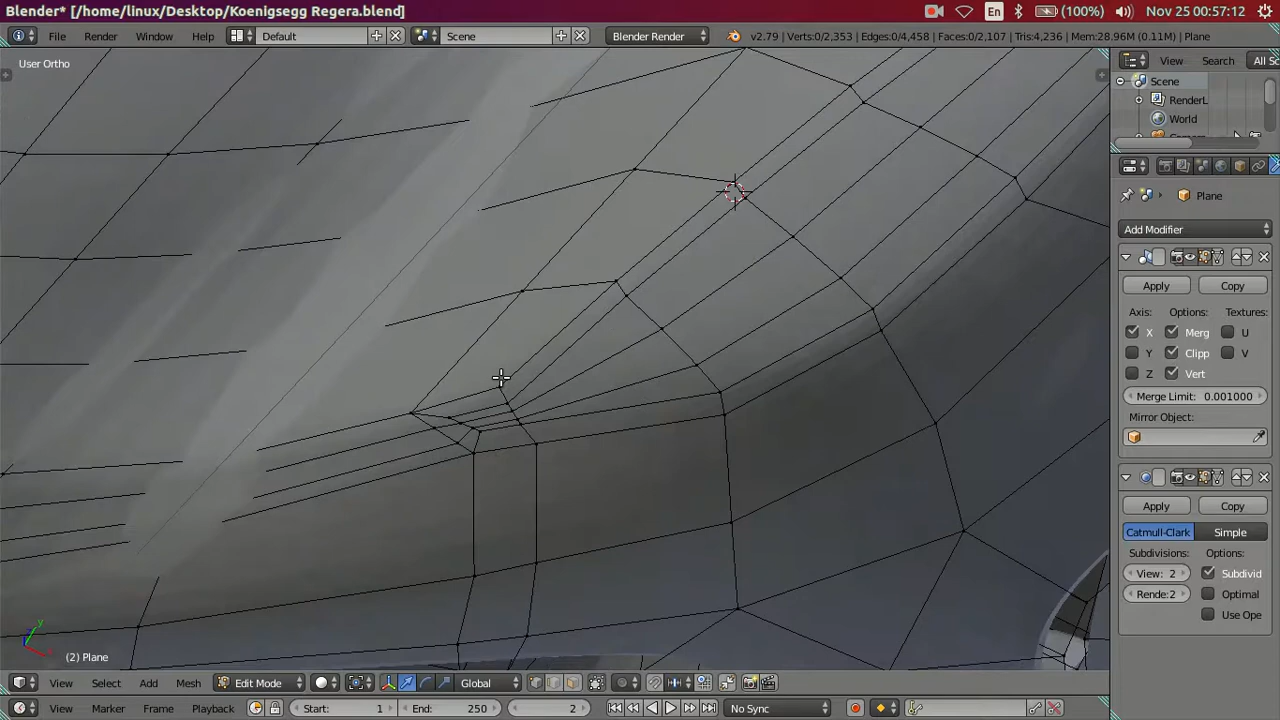 Blender* [/home/linux/Desktop/Koenigsegg Regera.blend] En (100%) Nov 25 00:57:12
File Render Window Help Default Scene Blender Render v2.79 | Verts:0/2,353 | Edges:0/4,458 | Faces:0/2,107 | Tris:4,236 | Mem:28.96M (0.11M) | Plane
User Ortho
View Search All Sc
Scene
RenderL
World
Plane
Add Modifier
Apply Copy
Axis: Options: Textures:
X Merg U
Y Clipp V
Z Vert
Merge Limit: 0.001000
Mirror Object:
Apply Copy
Catmull-Clark Simple
Subdivisions: Options:
View: 2 Subdivid
Rende:2 Optimal
Use Ope
y
x
(2) Plane
View Select Add Mesh Edit Mode Global
View Marker Frame Playback Start: 1 End: 250 2 No Sync